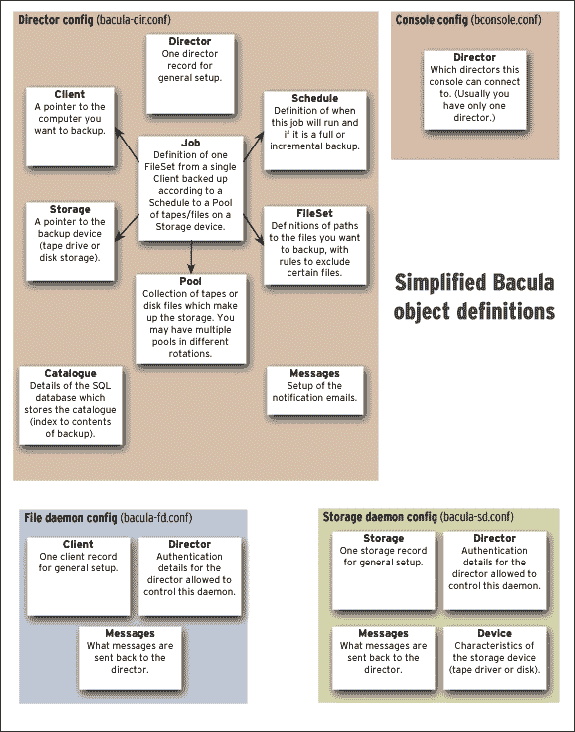 Director config (bacula-cir.conf)
Director
One director
record for
general setup.
Client
A pointer to the
computer you
want to backup.
Schedule
Definition of when
this job will run and
if it is a full or
incremental backup.
Job
Definition of one
FileSet from a single
Client backed up
according to a
Schedule to a Pool
of tapes/files on a
Storage device.
Storage
A pointer to the
backup device
(tape drive or
disk storage).
FileSet
Definitions of paths
to the files you want
to backup, with
rules to exclude
certain files.
Pool
Collection of tapes or
disk files which make
up the storage. You
may have multiple
pools in different
rotations.
Catalogue
Details of the SQL
database which
stores the catalogue
(index to contents
of backup).
Messages
Setup of the
notification emails.
Console config (bconsole.conf)
Director
Which directors this
console can connect
to. (Usually you
have only one
director.)
Simplified Bacula
object definitions
File daemon config (bacula-fd.conf)
Client
One client record
for general setup.
Director
Authentication
details for the
director allowed to
control this daemon.
Messages
What messages are
sent back to the
director.
Storage daemon config (bacula-sd.conf)
Storage
One storage record
for general setup.
Director
Authentication
details for the
director allowed to
control this daemon.
Messages
What messages are
sent back to the
director.
Device
Characteristics of
the storage device
(tape driver or disk).